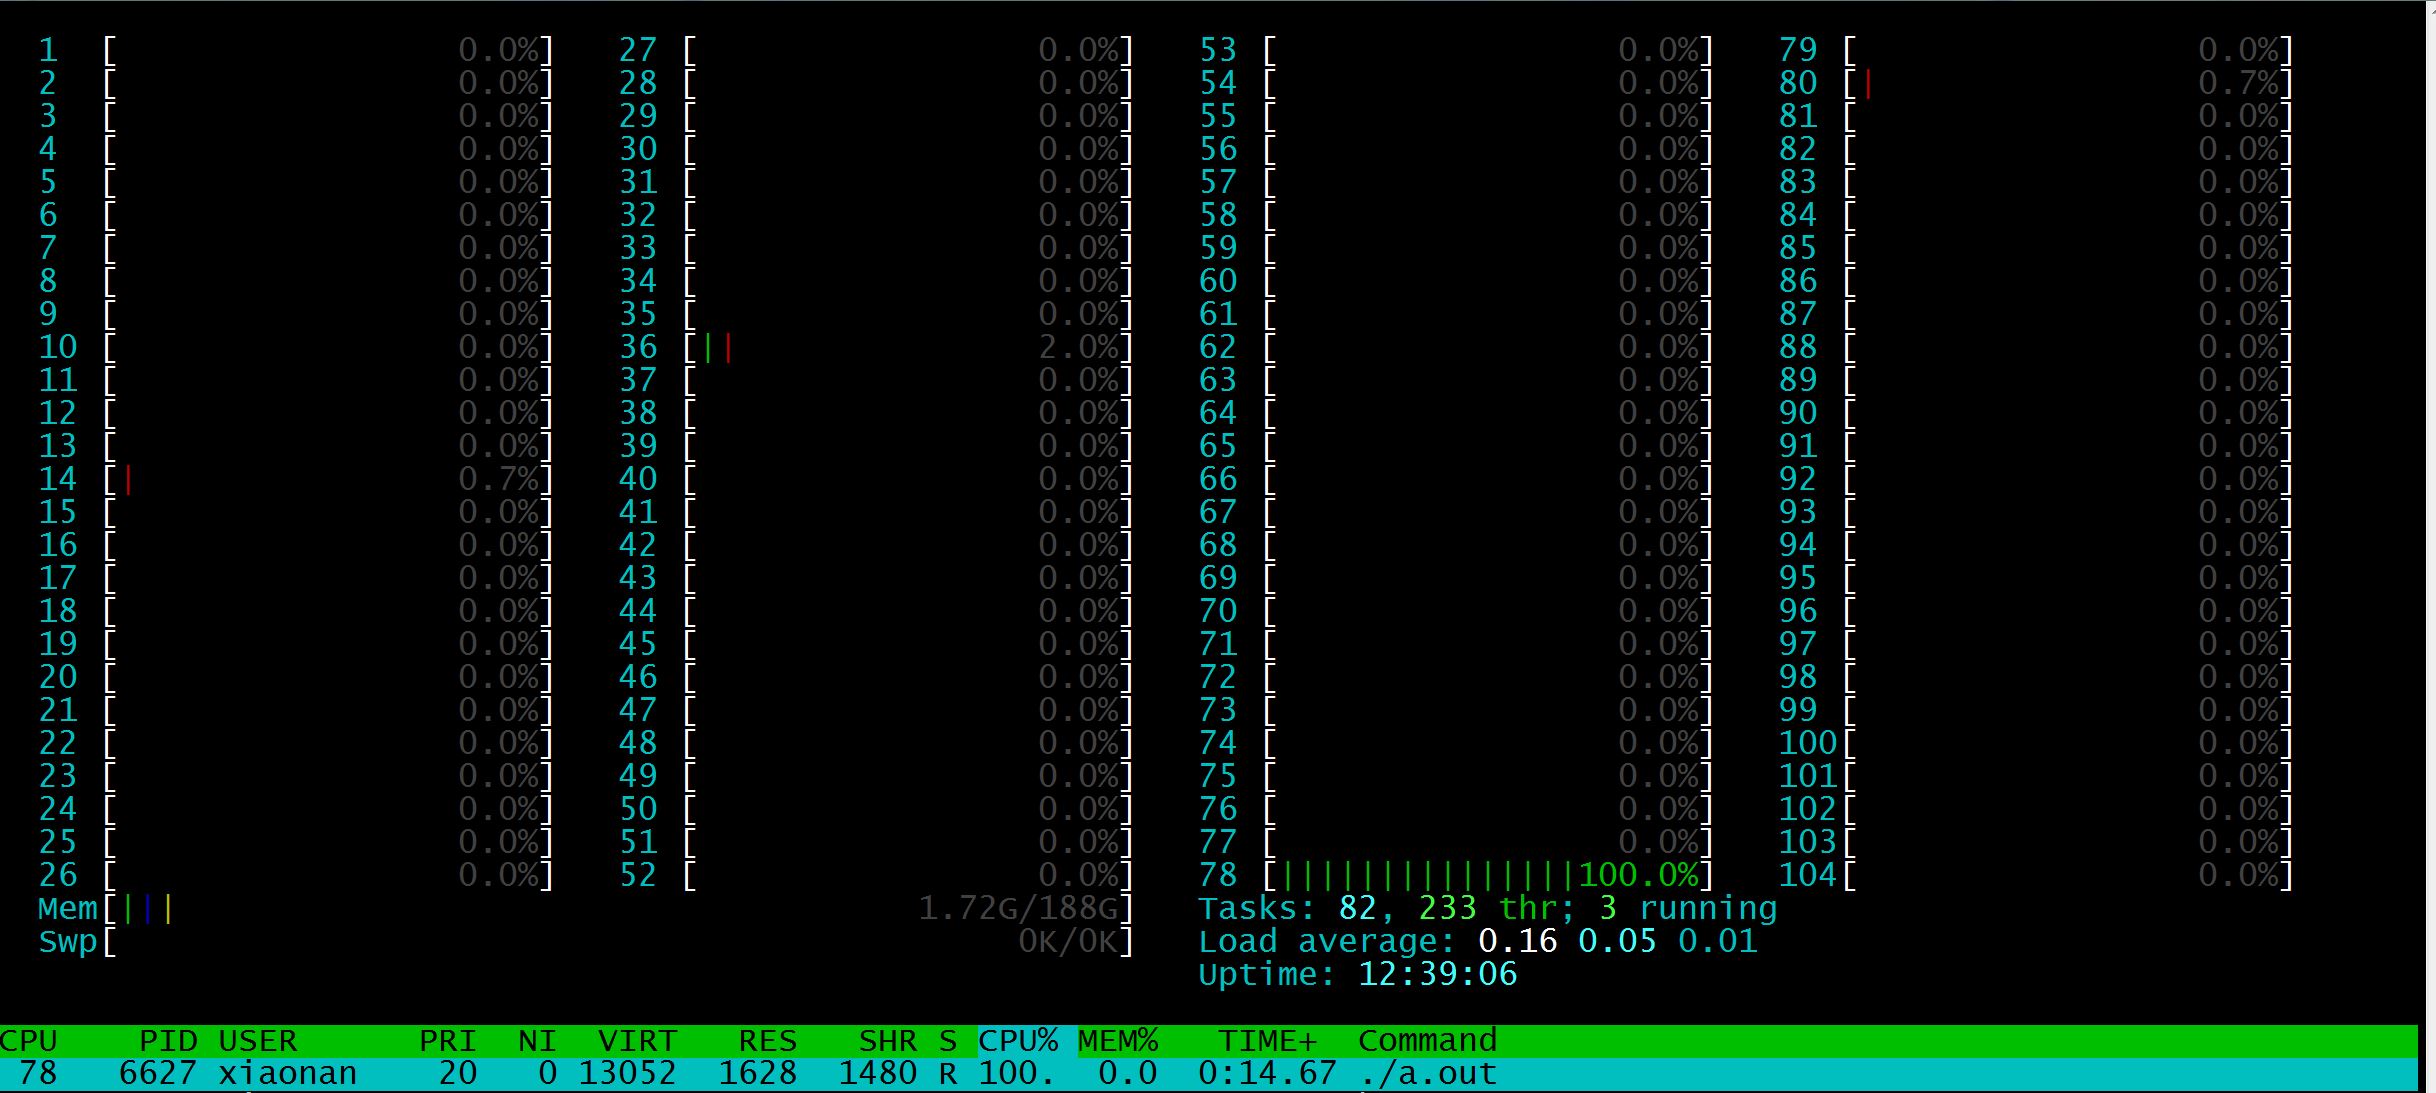 1 [ 0.0%] 27 [ 0.0%] 53 [ 0.0%] 79 [ 0.0%]
2 [ 0.0%] 28 [ 0.0%] 54 [ 0.0%] 80 [| 0.7%]
3 [ 0.0%] 29 [ 0.0%] 55 [ 0.0%] 81 [ 0.0%]
4 [ 0.0%] 30 [ 0.0%] 56 [ 0.0%] 82 [ 0.0%]
5 [ 0.0%] 31 [ 0.0%] 57 [ 0.0%] 83 [ 0.0%]
6 [ 0.0%] 32 [ 0.0%] 58 [ 0.0%] 84 [ 0.0%]
7 [ 0.0%] 33 [ 0.0%] 59 [ 0.0%] 85 [ 0.0%]
8 [ 0.0%] 34 [ 0.0%] 60 [ 0.0%] 86 [ 0.0%]
9 [ 0.0%] 35 [ 0.0%] 61 [ 0.0%] 87 [ 0.0%]
10 [ 0.0%] 36 [|| 2.0%] 62 [ 0.0%] 88 [ 0.0%]
11 [ 0.0%] 37 [ 0.0%] 63 [ 0.0%] 89 [ 0.0%]
12 [ 0.0%] 38 [ 0.0%] 64 [ 0.0%] 90 [ 0.0%]
13 [ 0.0%] 39 [ 0.0%] 65 [ 0.0%] 91 [ 0.0%]
14 [| 0.7%] 40 [ 0.0%] 66 [ 0.0%] 92 [ 0.0%]
15 [ 0.0%] 41 [ 0.0%] 67 [ 0.0%] 93 [ 0.0%]
16 [ 0.0%] 42 [ 0.0%] 68 [ 0.0%] 94 [ 0.0%]
17 [ 0.0%] 43 [ 0.0%] 69 [ 0.0%] 95 [ 0.0%]
18 [ 0.0%] 44 [ 0.0%] 70 [ 0.0%] 96 [ 0.0%]
19 [ 0.0%] 45 [ 0.0%] 71 [ 0.0%] 97 [ 0.0%]
20 [ 0.0%] 46 [ 0.0%] 72 [ 0.0%] 98 [ 0.0%]
21 [ 0.0%] 47 [ 0.0%] 73 [ 0.0%] 99 [ 0.0%]
22 [ 0.0%] 48 [ 0.0%] 74 [ 0.0%] 100[ 0.0%]
23 [ 0.0%] 49 [ 0.0%] 75 [ 0.0%] 101[ 0.0%]
24 [ 0.0%] 50 [ 0.0%] 76 [ 0.0%] 102[ 0.0%]
25 [ 0.0%] 51 [ 0.0%] 77 [ 0.0%] 103[ 0.0%]
26 [ 0.0%] 52 [ 0.0%] 78 [|||||||||||||||100.0%] 104[ 0.0%]
Mem[||| 1.72G/188G] Tasks: 82, 233 thr; 3 running
Swp[ 0K/0K] Load average: 0.16 0.05 0.01
Uptime: 12:39:06
CPU PID USER PRI NI VIRT RES SHR S CPU% MEM% TIME+ Command
78 6627 xiaonan 20 0 13052 1628 1480 R 100. 0.0 0:14.67 ./a.out